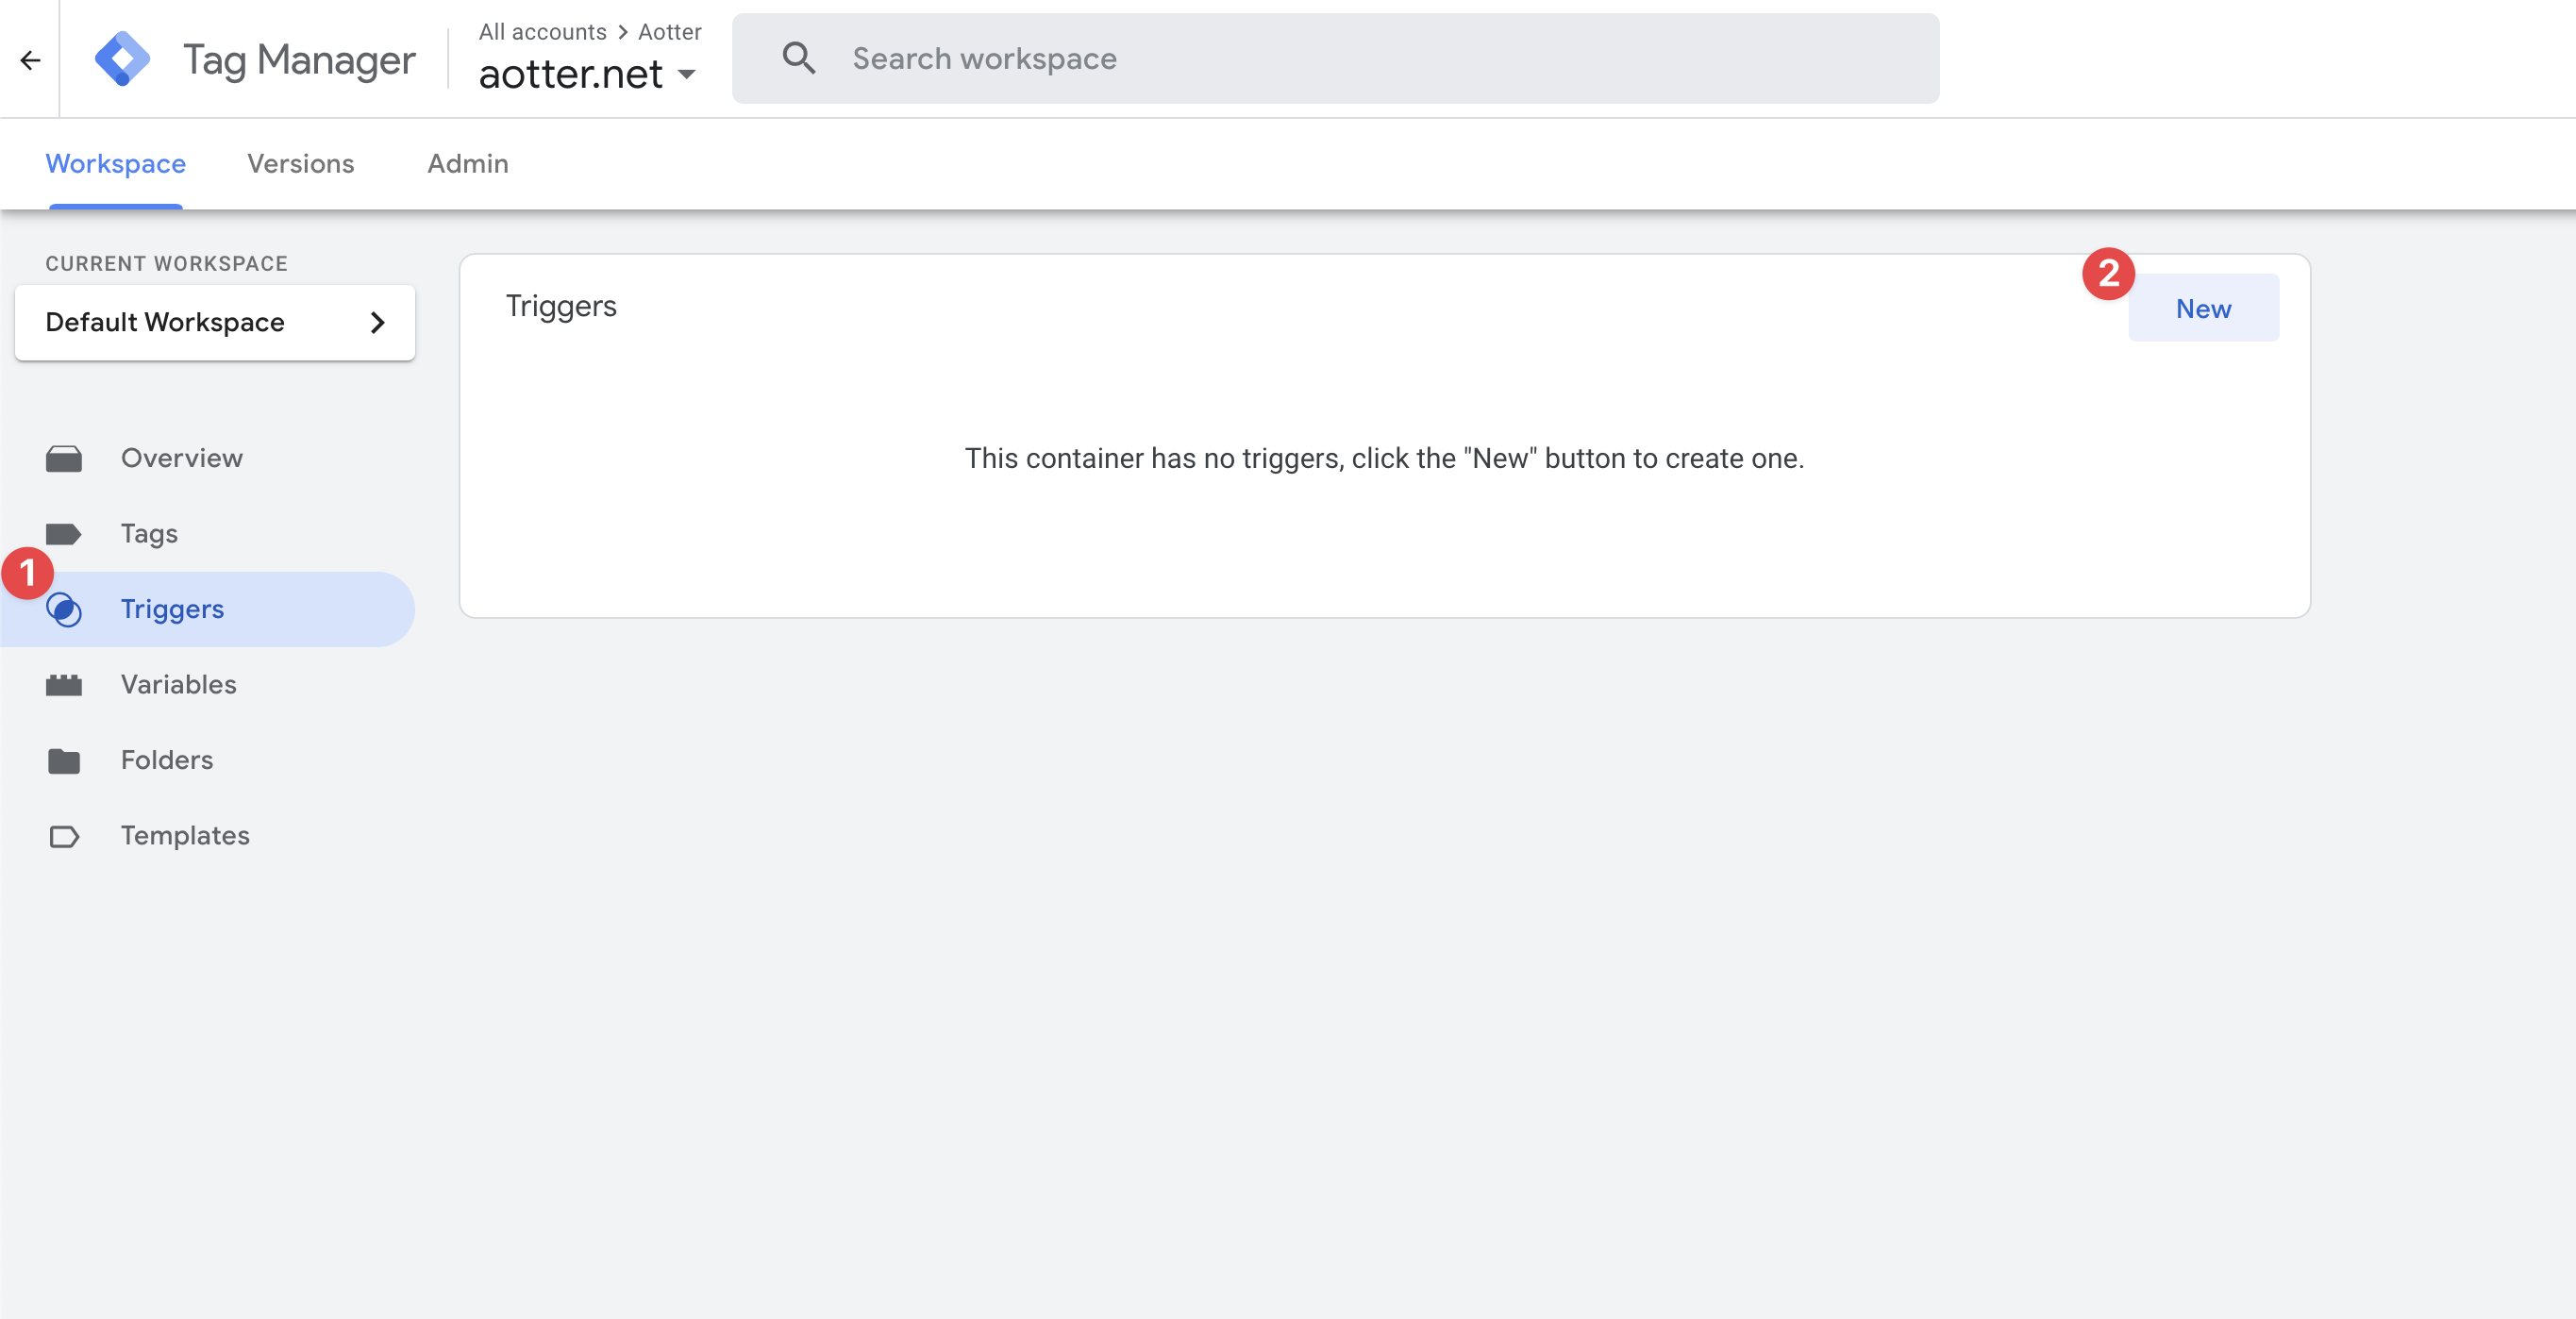 Tag Manager
All accounts > Aotter
aotter.net
Search workspace
Workspace
Versions
Admin
CURRENT WORKSPACE
Default Workspace
Overview
Tags
1
Triggers
Variables
Folders
Templates
Triggers
2
New
This container has no triggers, click the "New" button to create one.